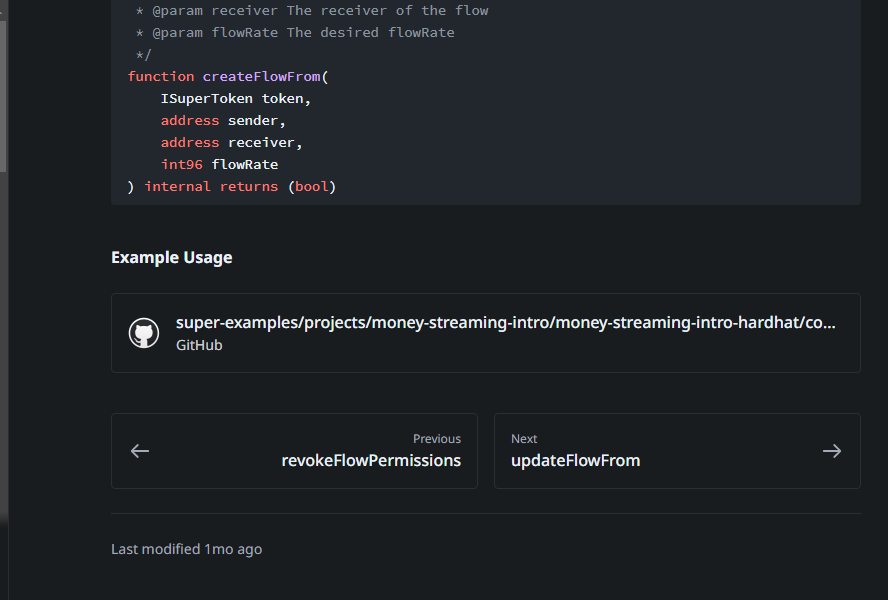 * @param receiver The receiver of the flow
* @param flowRate The desired flowRate
*/
function createFlowFrom(
ISuperToken token,
address sender,
address receiver,
int96 flowRate
) internal returns (bool)
Example Usage
super-examples/projects/money-streaming-intro/money-streaming-intro-hardhat/co...
GitHub
Previous
revokeFlowPermissions
Next
updateFlowFrom
Last modified 1mo ago